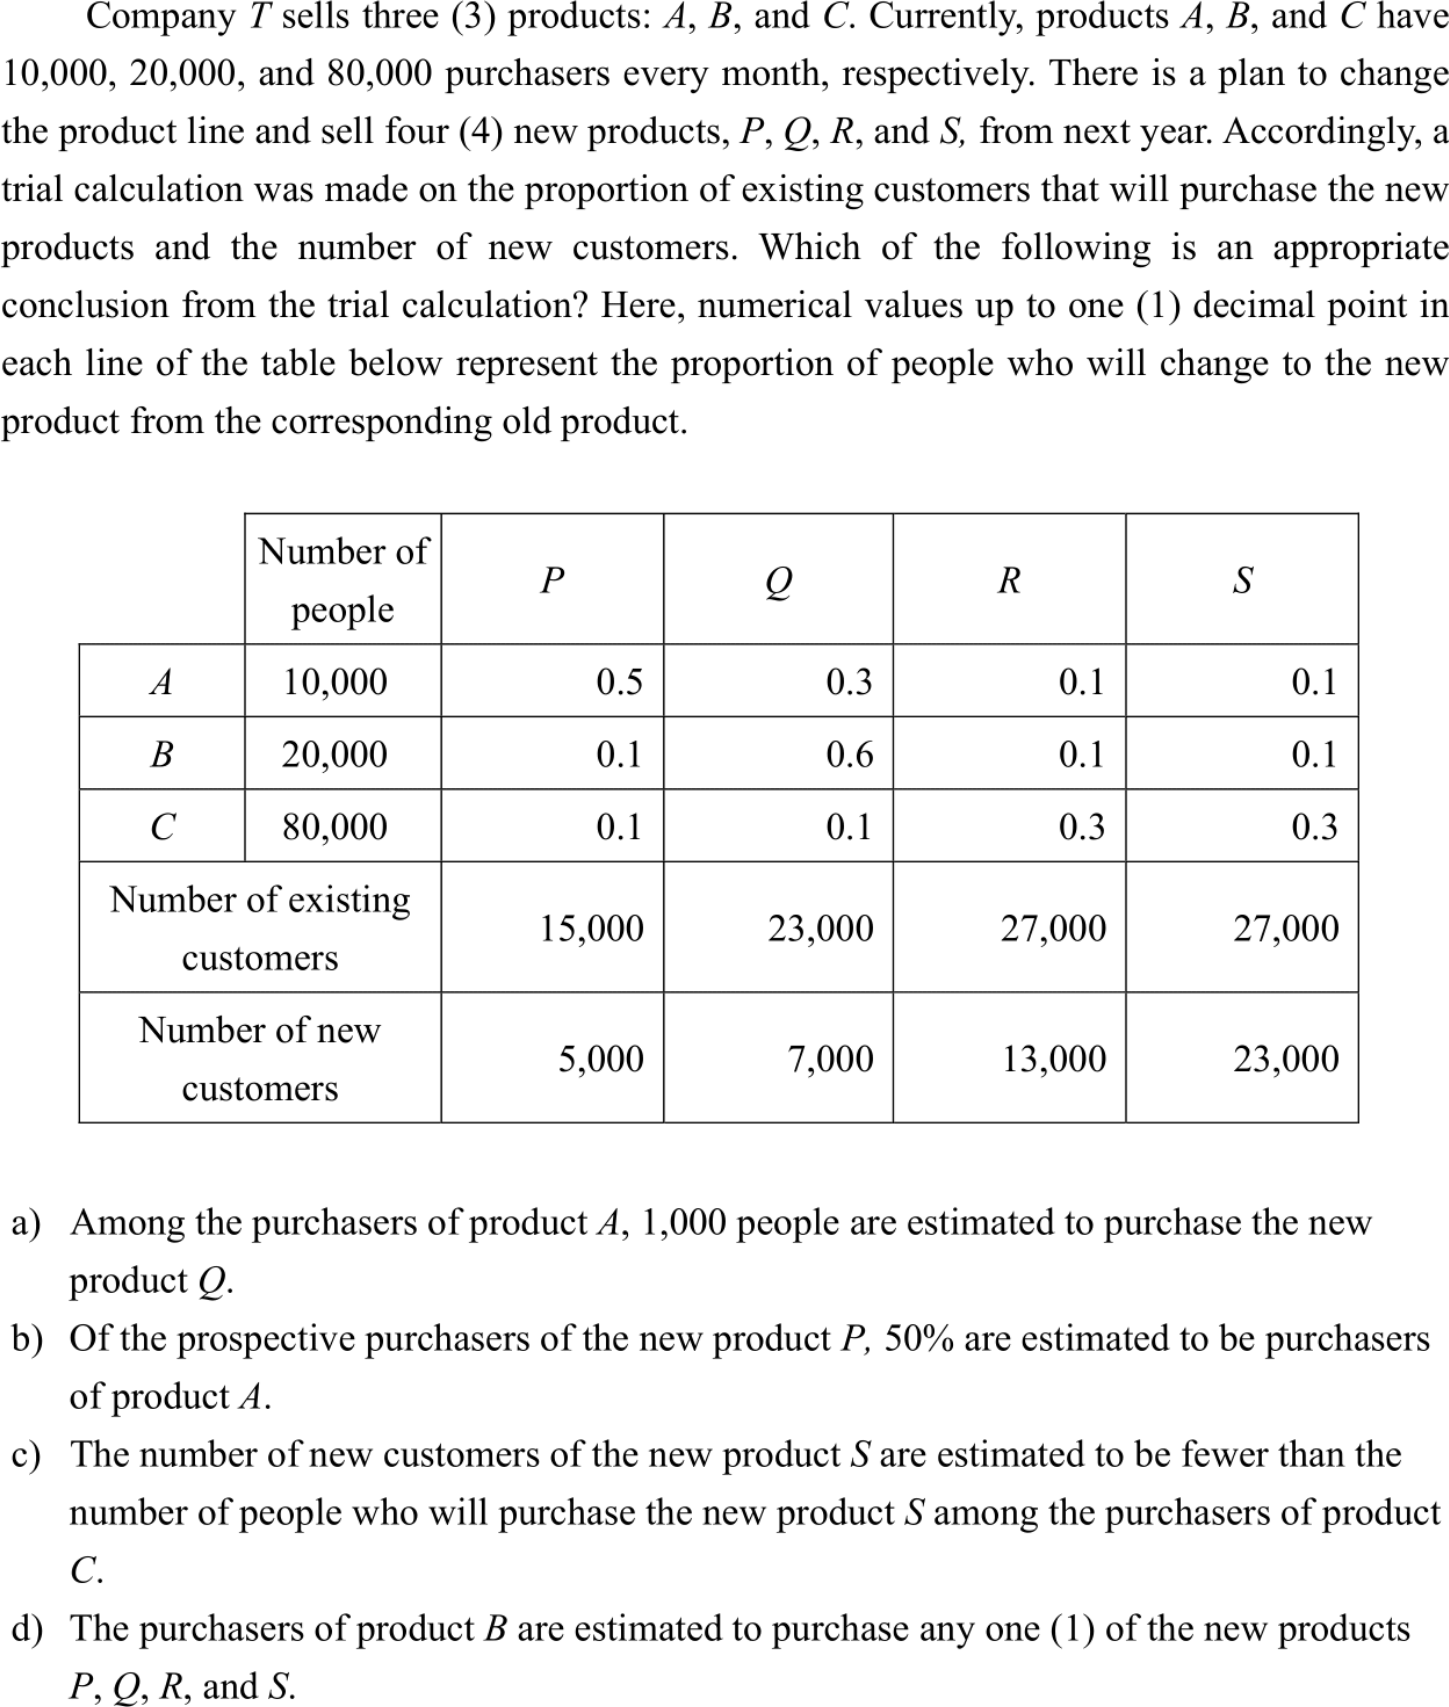 Company T sells three (3) products: A, B, and C. Currently, products A, B, and C have
10,000, 20,000, and 80,000 purchasers every month, respectively. There is a plan to change
the product line and sell four (4) new products, P, Q, R, and S, from next year. Accordingly, a
trial calculation was made on the proportion of existing customers that will purchase the new
products and the number of new customers. Which of the following is an appropriate
conclusion from the trial calculation? Here, numerical values up to one (1) decimal point in
each line of the table below represent the proportion of people who will change to the new
product from the corresponding old product.
Number of
people P Q R S
A 10,000 0.5 0.3 0.1 0.1
B 20,000 0.1 0.6 0.1 0.1
C 80,000 0.1 0.1 0.3 0.3
Number of existing
customers 15,000 23,000 27,000 27,000
Number of new
customers 5,000 7,000 13,000 23,000
a) Among the purchasers of product A, 1,000 people are estimated to purchase the new
product Q.
b) Of the prospective purchasers of the new product P, 50% are estimated to be purchasers
of product A.
c) The number of new customers of the new product S are estimated to be fewer than the
number of people who will purchase the new product S among the purchasers of product
C.
d) The purchasers of product B are estimated to purchase any one (1) of the new products
P, Q, R, and S.